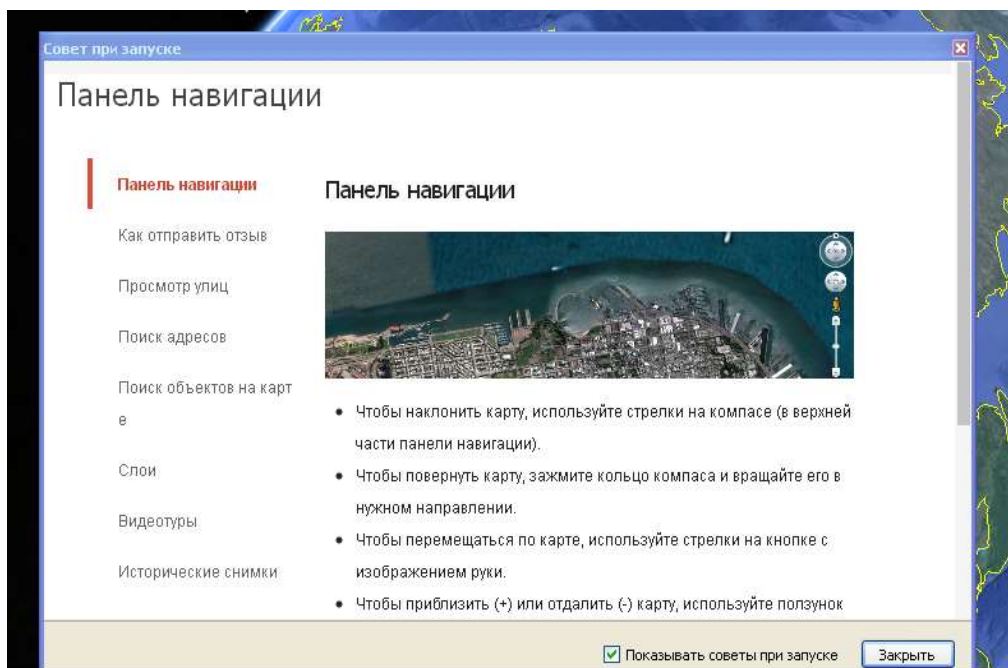 Совет при запуске
Панель навигации
Панель навигации
Как отправить отзыв
Просмотр улиц
Поиск адресов
Поиск объектов на карт
е
Слои
Видеотуры
Исторические снимки
Панель навигации
• Чтобы наклонить карту, используйте стрелки на компасе (в верхней
части панели навигации).
• Чтобы повернуть карту, зажмите кольцо компаса и вращайте его в
нужном направлении.
• Чтобы перемещаться по карте, используйте стрелки на кнопке с
изображением руки.
• Чтобы приблизить (+) или отдалить (-) карту, используйте ползунок
Показывать советы при запуске
Закрыть